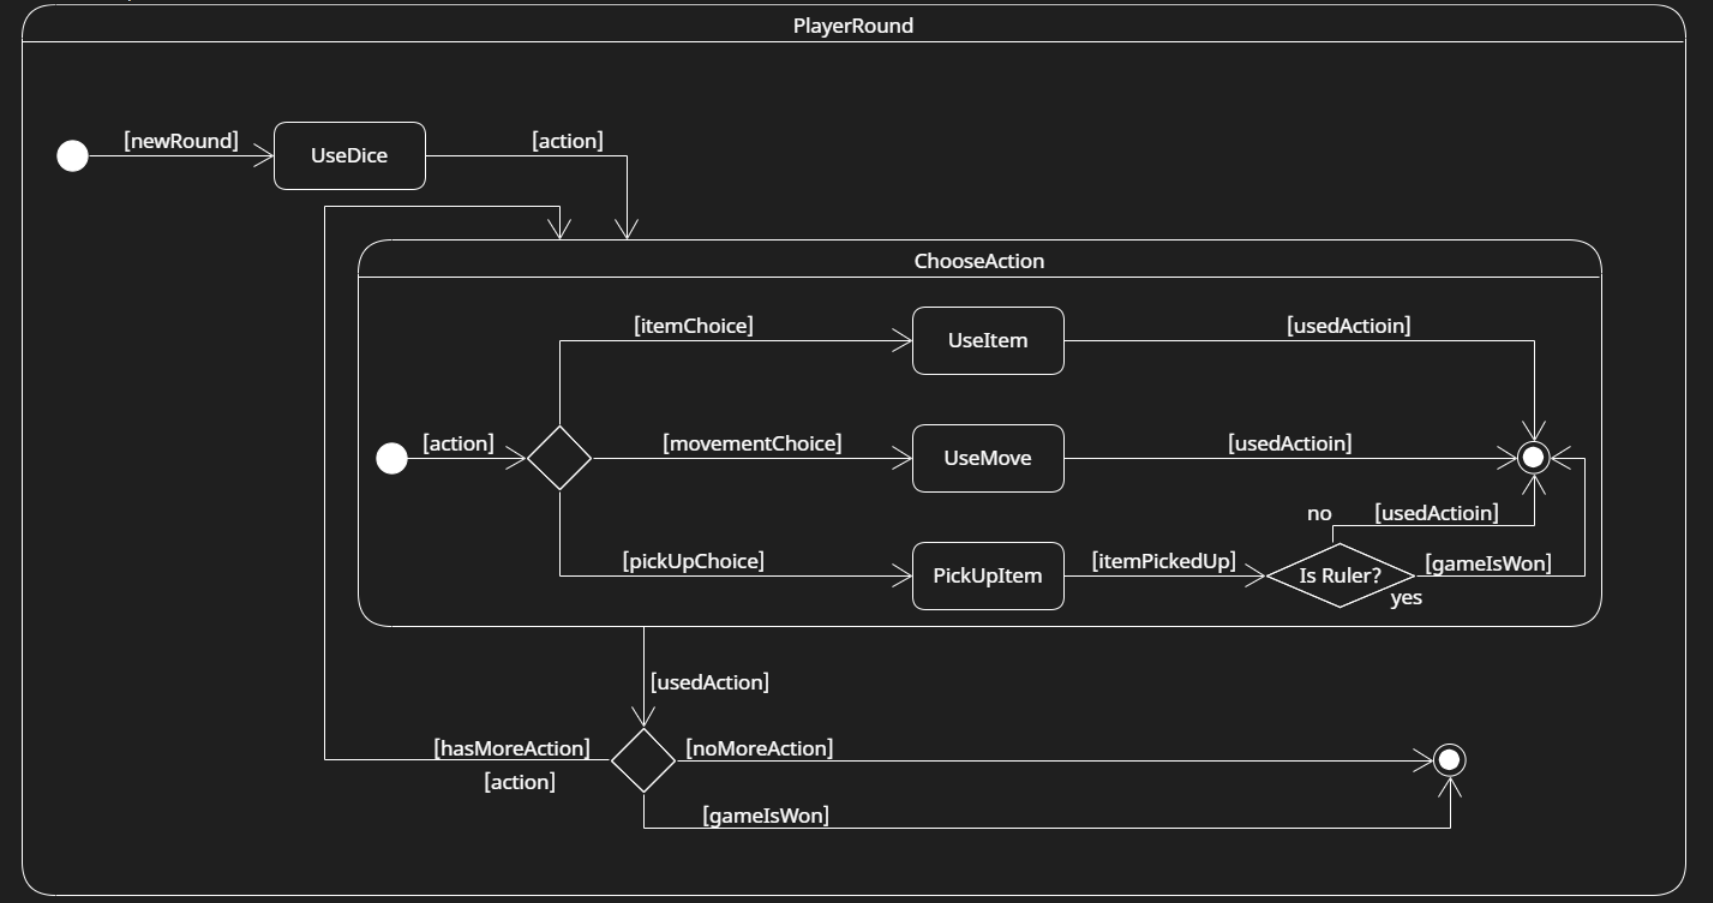 PlayerRound
[newRound]
UseDice
[action]
ChooseAction
[itemChoice]
UseItem
[usedActioin]
[action]
[movementChoice]
UseMove
[usedActioin]
no
[usedActioin]
[pickUpChoice]
PickUpItem
[itemPickedUp]
Is Ruler?
[gameIsWon]
yes
[usedAction]
[hasMoreAction]
[action]
[noMoreAction]
[gameIsWon]